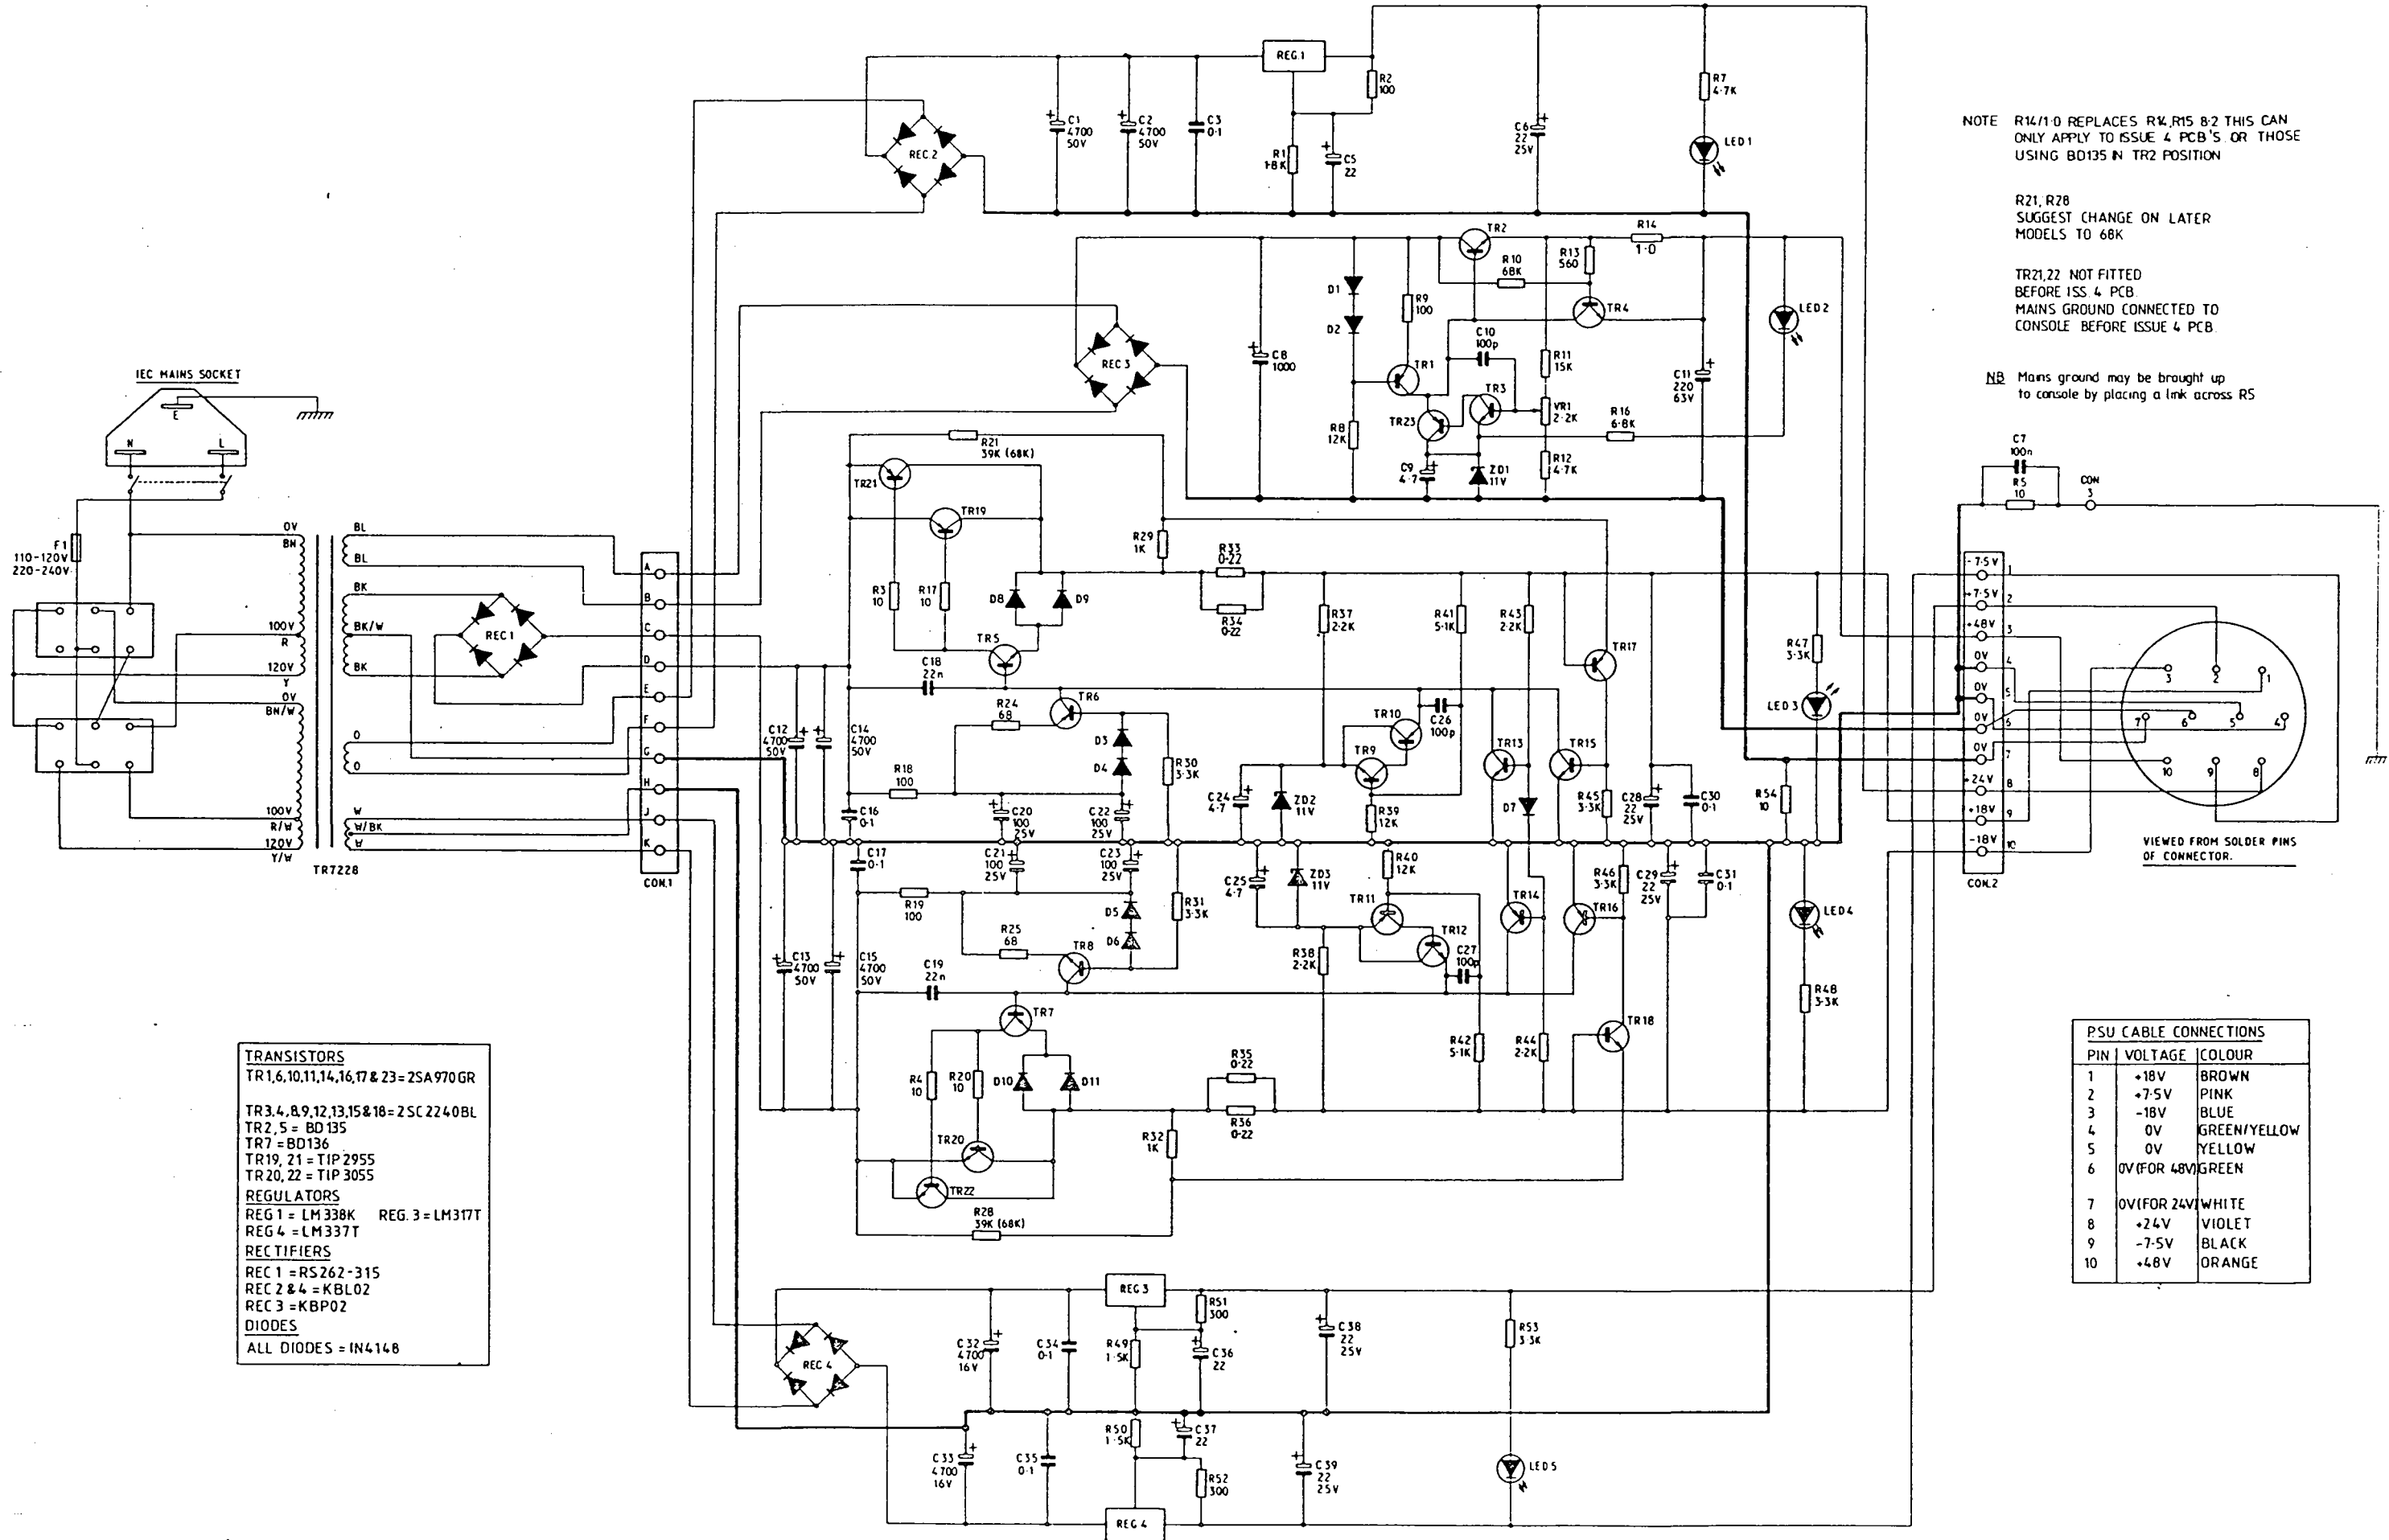 REG.1
R2
100
C1
4700
50V
C2
4700
50V
C3
0·1
REC 2
R1
1·8K
C5
22
C6
22
25V
R7
4·7K
LED 1
NOTE R14/1·0 REPLACES R14,R15 8·2 THIS CAN
ONLY APPLY TO ISSUE 4 PCB'S OR THOSE
USING BD135 IN TR2 POSITION
R21, R28
SUGGEST CHANGE ON LATER
MODELS TO 68K
TR21,22 NOT FITTED
BEFORE ISS. 4 PCB.
MAINS GROUND CONNECTED TO
CONSOLE BEFORE ISSUE 4 PCB.
NB Mains ground may be brought up
to console by placing a link across R5
TR2
R14
1·0
R13
560
R10
68K
D1
D2
R9
100
TR4
LED2
C10
100p
C8
1000
REC 3
TR1
R11
15K
C11
220
63V
TR3
VR1
2·2K
TR23
R8
12K
R16
6·8K
C9
4·7
ZD1
11V
R12
4·7K
IEC MAINS SOCKET
E
N
L
F1
110-120V
220-240V
0V
BN
100V
R
120V
Y
0V
BN/W
100V
R/W
120V
Y/W
TR7228
BL
BL
BK
BK/W
BK
O
O
W
W/BK
W
REC 1
A
B
C
D
E
F
G
H
J
K
CON.1
R21
39K (68K)
TR21
TR19
R29
1K
R33
0·22
R34
0·22
R3
10
R17
10
D8
D9
TR5
C18
22n
R24
68
TR6
D3
D4
R18
100
R30
3·3K
C12
4700
50V
C14
4700
50V
C16
0·1
C20
100
25V
C22
100
25V
R37
2·2K
R41
5·1K
R43
2·2K
TR17
TR10
C26
100p
TR9
TR13
TR15
C24
4·7
ZD2
11V
R39
12K
D7
R45
3·3K
C28
22
25V
C30
0·1
R47
3·3K
LED 3
R54
10
C7
100n
R5
10
CON
3
-7·5V 1
+7·5V 2
+48V 3
0V 4
0V 5
0V 6
0V 7
+24V 8
+18V 9
-18V 10
CON.2
3
2
1
7
6
5
4
10
9
8
VIEWED FROM SOLDER PINS
OF CONNECTOR.
C17
0·1
C21
100
25V
C23
100
25V
R19
100
D5
D6
R31
3·3K
R25
68
TR8
C13
4700
50V
C15
4700
50V
C19
22n
TR7
C25
4·7
ZD3
11V
R40
12K
TR11
R38
2·2K
TR12
C27
100p
TR14
TR16
R46
3·3K
C29
22
25V
C31
0·1
LED4
R48
3·3K
R42
5·1K
R44
2·2K
TR18
R4
10
R20
10
D10
D11
R35
0·22
R36
0·22
R32
1K
TR20
TR22
R28
39K (68K)
TRANSISTORS
TR1,6,10,11,14,16,17 & 23=2SA970GR
TR3,4,8,9,12,13,15&18=2SC2240BL
TR2,5 = BD135
TR7 = BD136
TR19, 21 = TIP2955
TR20, 22 = TIP3055
REGULATORS
REG 1 = LM338K REG. 3 = LM317T
REG 4 = LM337T
RECTIFIERS
REC 1 = RS262-315
REC 2 & 4 = KBL02
REC 3 = KBP02
DIODES
ALL DIODES = IN4148
PSU CABLE CONNECTIONS
PIN VOLTAGE COLOUR
1 +18V BROWN
2 +7·5V PINK
3 -18V BLUE
4 0V GREEN/YELLOW
5 0V YELLOW
6 0V(FOR 48V) GREEN
7 0V(FOR 24V) WHITE
8 +24V VIOLET
9 -7·5V BLACK
10 +48V ORANGE
REG 3
R51
300
C32
4700
16V
C34
0·1
R49
1·5K
C36
22
C38
22
25V
R53
3·3K
REC 4
C33
4700
16V
C35
0·1
R50
1·5K
C37
22
R52
300
C39
22
25V
LED5
REG 4